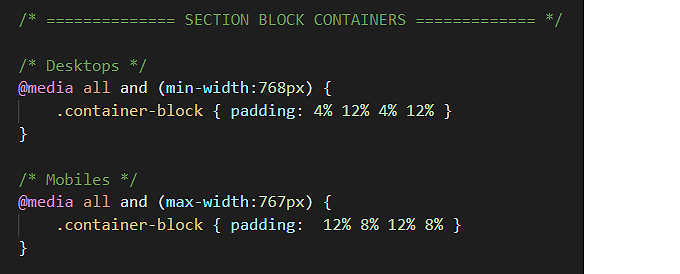 /* ============== SECTION BLOCK CONTAINERS ============= */
/* Desktops */
@media all and (min-width:768px) {
.container-block { padding: 4% 12% 4% 12% }
}
/* Mobiles */
@media all and (max-width:767px) {
.container-block { padding:  12% 8% 12% 8% }
}